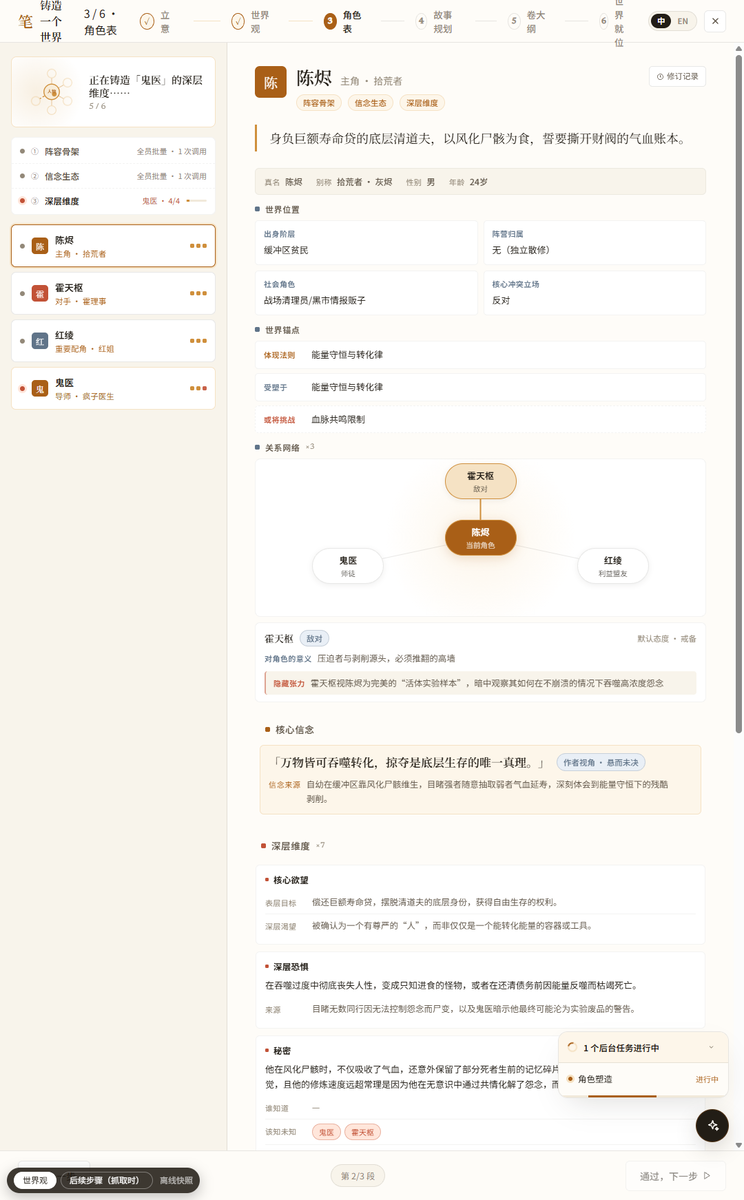 笔
铸造
一个
世界
3 / 6 ·
角色表
立
意
世界
观
3
角色
表
4
故事
规划
5
卷大
纲
6
世
界
就
位
中 EN
正在铸造「鬼医」的深层
维度……
5 / 6
① 阵容骨架 全员批量 · 1 次调用
② 信念生态 全员批量 · 1 次调用
③ 深层维度 鬼医 · 4/4
陈 陈烬
主角 · 拾荒者
霍 霍天枢
对手 · 霍理事
红 红绫
重要配角 · 红姐
鬼 鬼医
导师 · 疯子医生
陈 陈烬 主角 · 拾荒者
修订记录
阵容骨架 信念生态 深层维度
身负巨额寿命贷的底层清道夫，以风化尸骸为食，誓要撕开财阀的气血账本。
真名 陈烬 别称 拾荒者 · 灰烬 性别 男 年龄 24岁
世界位置
出身阶层 阵营归属
缓冲区贫民 无（独立散修）
社会角色 核心冲突立场
战场清理员/黑市情报贩子 反对
世界锚点
体现法则 能量守恒与转化律
受塑于 能量守恒与转化律
或将挑战 血脉共鸣限制
关系网络 ×3
霍天枢
敌对
陈烬
当前角色
鬼医
师徒
红绫
利益盟友
霍天枢 敌对 默认态度 · 戒备
对角色的意义 压迫者与剥削源头，必须推翻的高墙
隐藏张力 霍天枢视陈烬为完美的“活体实验样本”，暗中观察其如何在不崩溃的情况下吞噬高浓度怨念
核心信念
「万物皆可吞噬转化，掠夺是底层生存的唯一真理。」 作者视角 · 悬而未决
信念来源 自幼在缓冲区靠风化尸骸维生，目睹强者随意抽取弱者气血延寿，深刻体会到能量守恒下的残酷
剥削。
深层维度 ×7
核心欲望
表层目标 偿还巨额寿命贷，摆脱清道夫的底层身份，获得自由生存的权利。
深层渴望 被确认为一个有尊严的“人”，而非仅仅是一个能转化能量的容器或工具。
深层恐惧
在吞噬过程中彻底丧失人性，变成只知进食的怪物，或者在还清债务前因能量反噬而枯竭死亡。
来源 目睹无数同行因无法控制怨念而尸变，以及鬼医暗示他最终可能沦为实验废品的警告。
秘密
他在风化尸骸时，不仅吸收了气血，还意外保留了部分死者生前的记忆碎片
觉，且他的修炼速度远超常理是因为他在无意识中通过共情化解了怨念，而
谁知道 —
该知未知 鬼医 霍天枢
1 个后台任务进行中
角色塑造 进行中
世界观 后续步骤（抓取时） 离线快照
第 2/3 段
通过，下一步